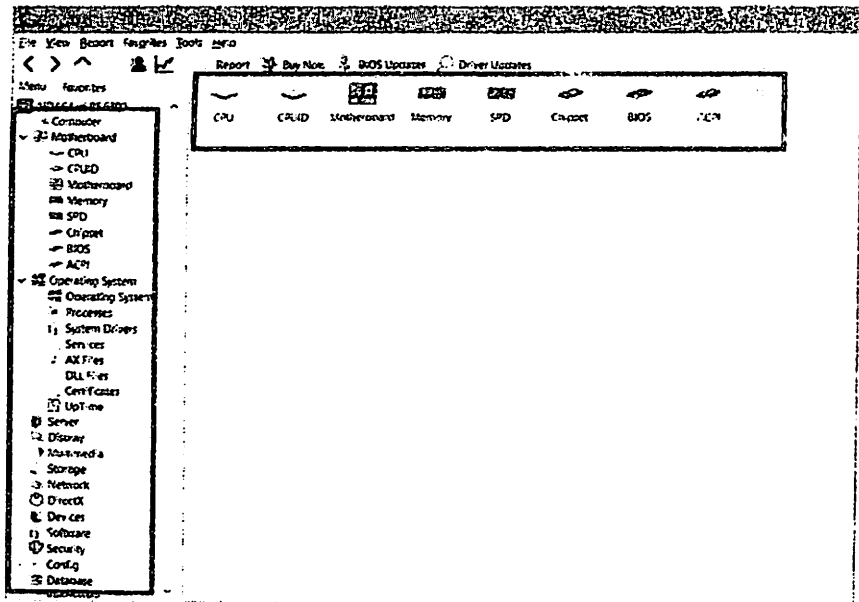 File View Report Favorites Tools Help
Report Buy Now BIOS Updates Driver Updates
Menu Favorites
Computer
Motherboard
CPU
CPUID
Motherboard
Memory
SPD
Chipset
BIOS
ACPI
Operating System
Operating System
Processes
System Drivers
Services
AX Files
DLL Files
Certificates
UpTime
Server
Display
Multimedia
Storage
Network
DirectX
Devices
Software
Security
Config
Database
CPU CPUID Motherboard Memory SPD Chipset BIOS ACPI